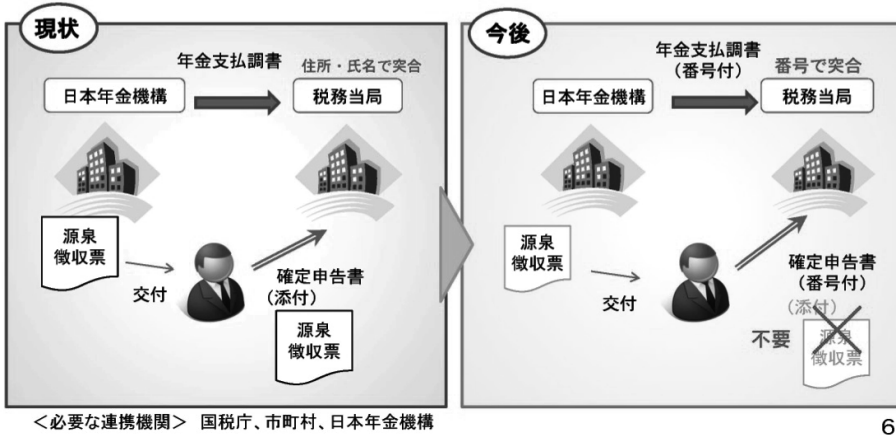 現状
年金支払調書
住所・氏名で突合
日本年金機構
税務当局
源泉
徴収票
交付
確定申告書
（添付）
源泉
徴収票
今後
年金支払調書
（番号付）
番号で突合
日本年金機構
税務当局
源泉
徴収票
交付
確定申告書
（番号付）
（添付）
不要
源泉
徴収票
＜必要な連携機関＞ 国税庁、市町村、日本年金機構
6